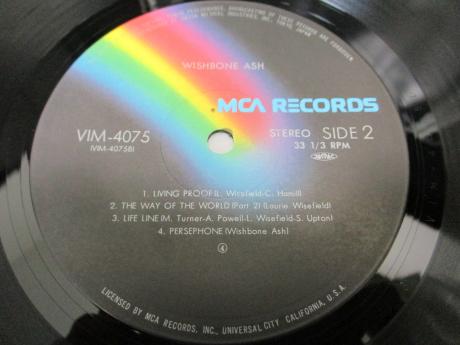 WISHBONE ASH
MCA RECORDS
VIM-4075
(VIM-4075B)
STEREO SIDE 2
33 1/3 RPM
1. LIVING PROOF(L. Wisefield-C. Hamill)
2. THE WAY OF THE WORLD(Part 2)(Laurie Wisefield)
3. LIFE LINE(M. Turner-A. Powell-L. Wisefield-S. Upton)
4. PERSEPHONE(Wishbone Ash)
4
LICENSED BY MCA RECORDS, INC., UNIVERSAL CITY, CALIFORNIA, U.S.A.